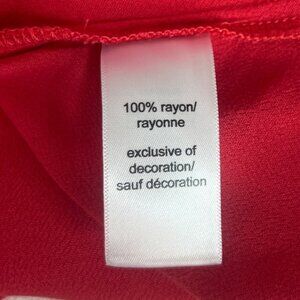 100% rayon/
rayonne
exclusive of
decoration/
sauf décoration